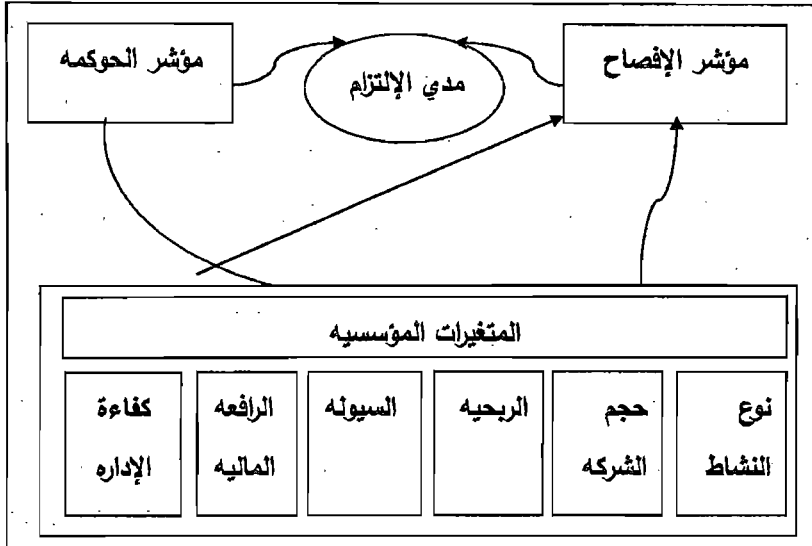 مؤشر الإفصاح
مدي الإلتزام
مؤشر الحوكمه
المتغيرات المؤسسيه
نوع
النشاط
حجم
الشركه
الربحيه
السيوله
الرافعه
الماليه
كفاءة
الإداره